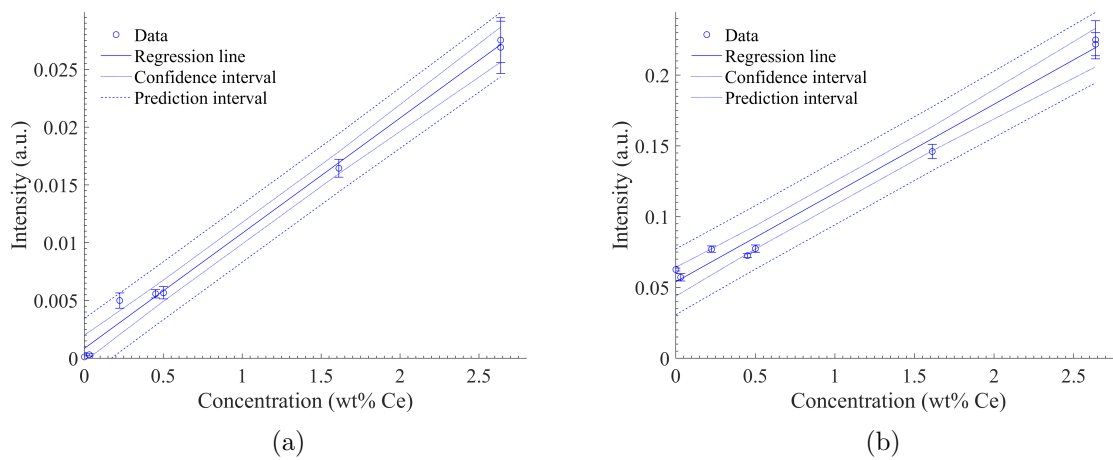 Data
Regression line
Confidence interval
Prediction interval
0.025
0.02
0.015
0.01
0.005
0
Intensity (a.u.)
0 0.5 1 1.5 2 2.5
Concentration (wt% Ce)
(a)
Data
Regression line
Confidence interval
Prediction interval
0.2
0.15
0.1
0.05
0
Intensity (a.u.)
0 0.5 1 1.5 2 2.5
Concentration (wt% Ce)
(b)